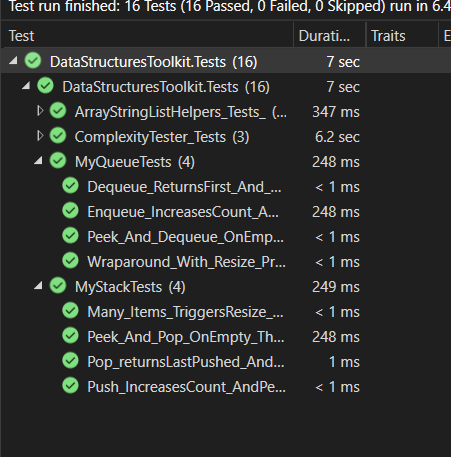 Test run finished: 16 Tests (16 Passed, 0 Failed, 0 Skipped) run in 6.4
Test Durati... Traits E
DataStructuresToolkit.Tests (16) 7 sec
DataStructuresToolkit.Tests (16) 7 sec
ArrayStringListHelpers_Tests_ (... 347 ms
ComplexityTester_Tests (3) 6.2 sec
MyQueueTests (4) 248 ms
Dequeue_ReturnsFirst_And_... < 1 ms
Enqueue_IncreasesCount_A... 248 ms
Peek_And_Dequeue_OnEmp... < 1 ms
Wraparound_With_Resize_Pr... < 1 ms
MyStackTests (4) 249 ms
Many_Items_TriggersResize_... < 1 ms
Peek_And_Pop_OnEmpty_Th... 248 ms
Pop_returnsLastPushed_And... 1 ms
Push_IncreasesCount_AndPe... < 1 ms